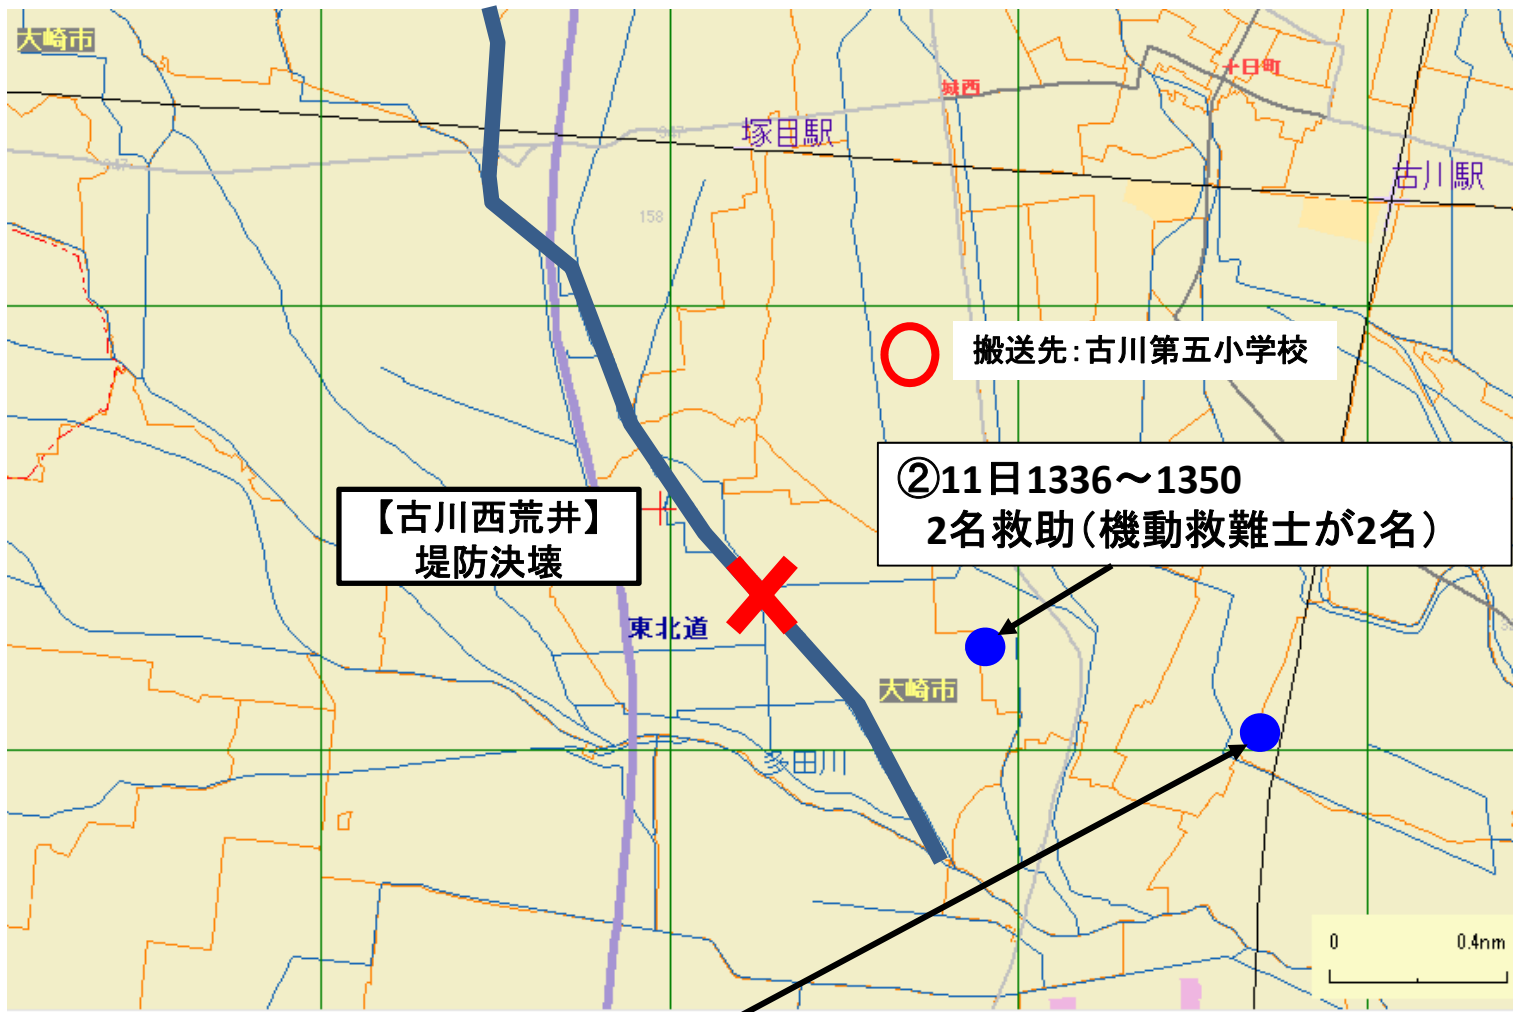 大崎市
十日町
城西
347
塚目駅
347
古川駅
158
搬送先：古川第五小学校
②11日1336～1350
2名救助（機動救難士が2名）
【古川西荒井】
堤防決壊
東北道
大崎市
多田川
0 0.4nm